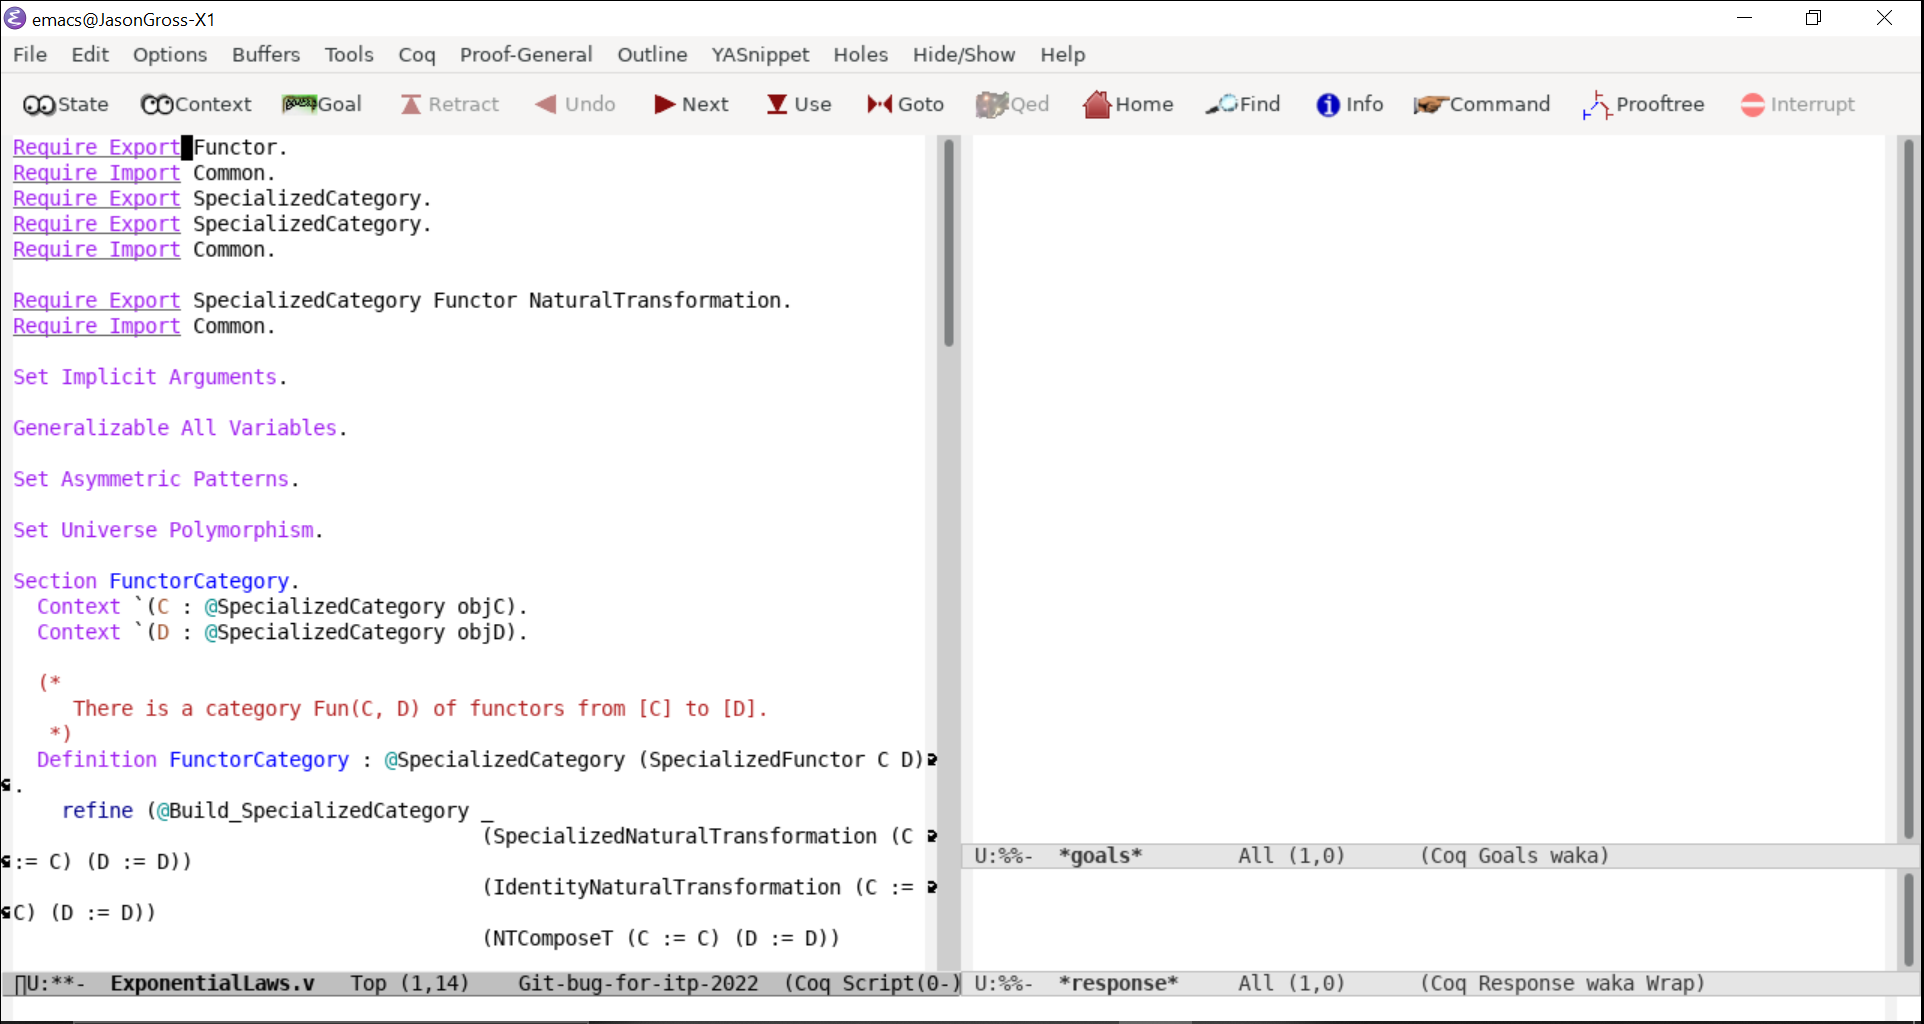 emacs@JasonGross-X1
File Edit Options Buffers Tools Coq Proof-General Outline YASnippet Holes Hide/Show Help
State Context Goal Retract Undo Next Use Goto Qed Home Find Info Command Prooftree Interrupt
Require Export Functor.
Require Import Common.
Require Export SpecializedCategory.
Require Export SpecializedCategory.
Require Import Common.
Require Export SpecializedCategory Functor NaturalTransformation.
Require Import Common.
Set Implicit Arguments.
Generalizable All Variables.
Set Asymmetric Patterns.
Set Universe Polymorphism.
Section FunctorCategory.
Context `(C : @SpecializedCategory objC).
Context `(D : @SpecializedCategory objD).
(*
There is a category Fun(C, D) of functors from [C] to [D].
*)
Definition FunctorCategory : @SpecializedCategory (SpecializedFunctor C D)
.
refine (@Build_SpecializedCategory _
(SpecializedNaturalTransformation (C
:= C) (D := D))
(IdentityNaturalTransformation (C :=
C) (D := D))
(NTComposeT (C := C) (D := D))
U:**- ExponentialLaws.v Top (1,14) Git-bug-for-itp-2022 (Coq Script(0-)
U:%%- *goals* All (1,0) (Coq Goals waka)
U:%%- *response* All (1,0) (Coq Response waka Wrap)